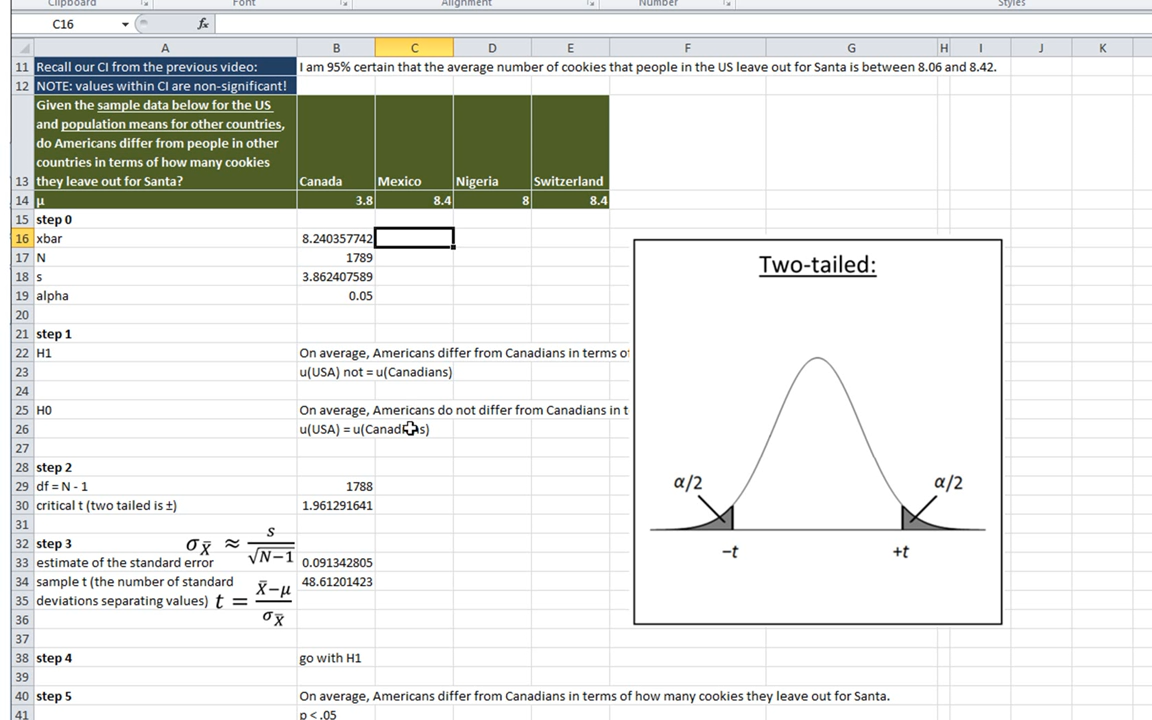 Clipboard Font Alignment Number Styles
C16 fx
A B C D E F G H I J K
11 Recall our CI from the previous video: I am 95% certain that the average number of cookies that people in the US leave out for Santa is between 8.06 and 8.42.
12 NOTE: values within CI are non-significant!
Given the sample data below for the US
and population means for other countries,
do Americans differ from people in other
countries in terms of how many cookies
13 they leave out for Santa? Canada Mexico Nigeria Switzerland
14 μ 3.8 8.4 8 8.4
15 step 0
16 xbar 8.240357742
17 N 1789
18 s 3.862407589
19 alpha 0.05
20
21 step 1
22 H1 On average, Americans differ from Canadians in terms of
23 u(USA) not = u(Canadians)
24
25 H0 On average, Americans do not differ from Canadians in t
26 u(USA) = u(Canadians)
27
28 step 2
29 df = N - 1 1788
30 critical t (two tailed is ±) 1.961291641
31
32 step 3 σX̄ ≈ s/√N−1
33 estimate of the standard error 0.091342805
34 sample t (the number of standard 48.61201423
35 deviations separating values) t = X̄−μ/σX̄
36
37
38 step 4 go with H1
39
40 step 5 On average, Americans differ from Canadians in terms of how many cookies they leave out for Santa.
41 p < .05
Two-tailed:
α/2 α/2
−t +t